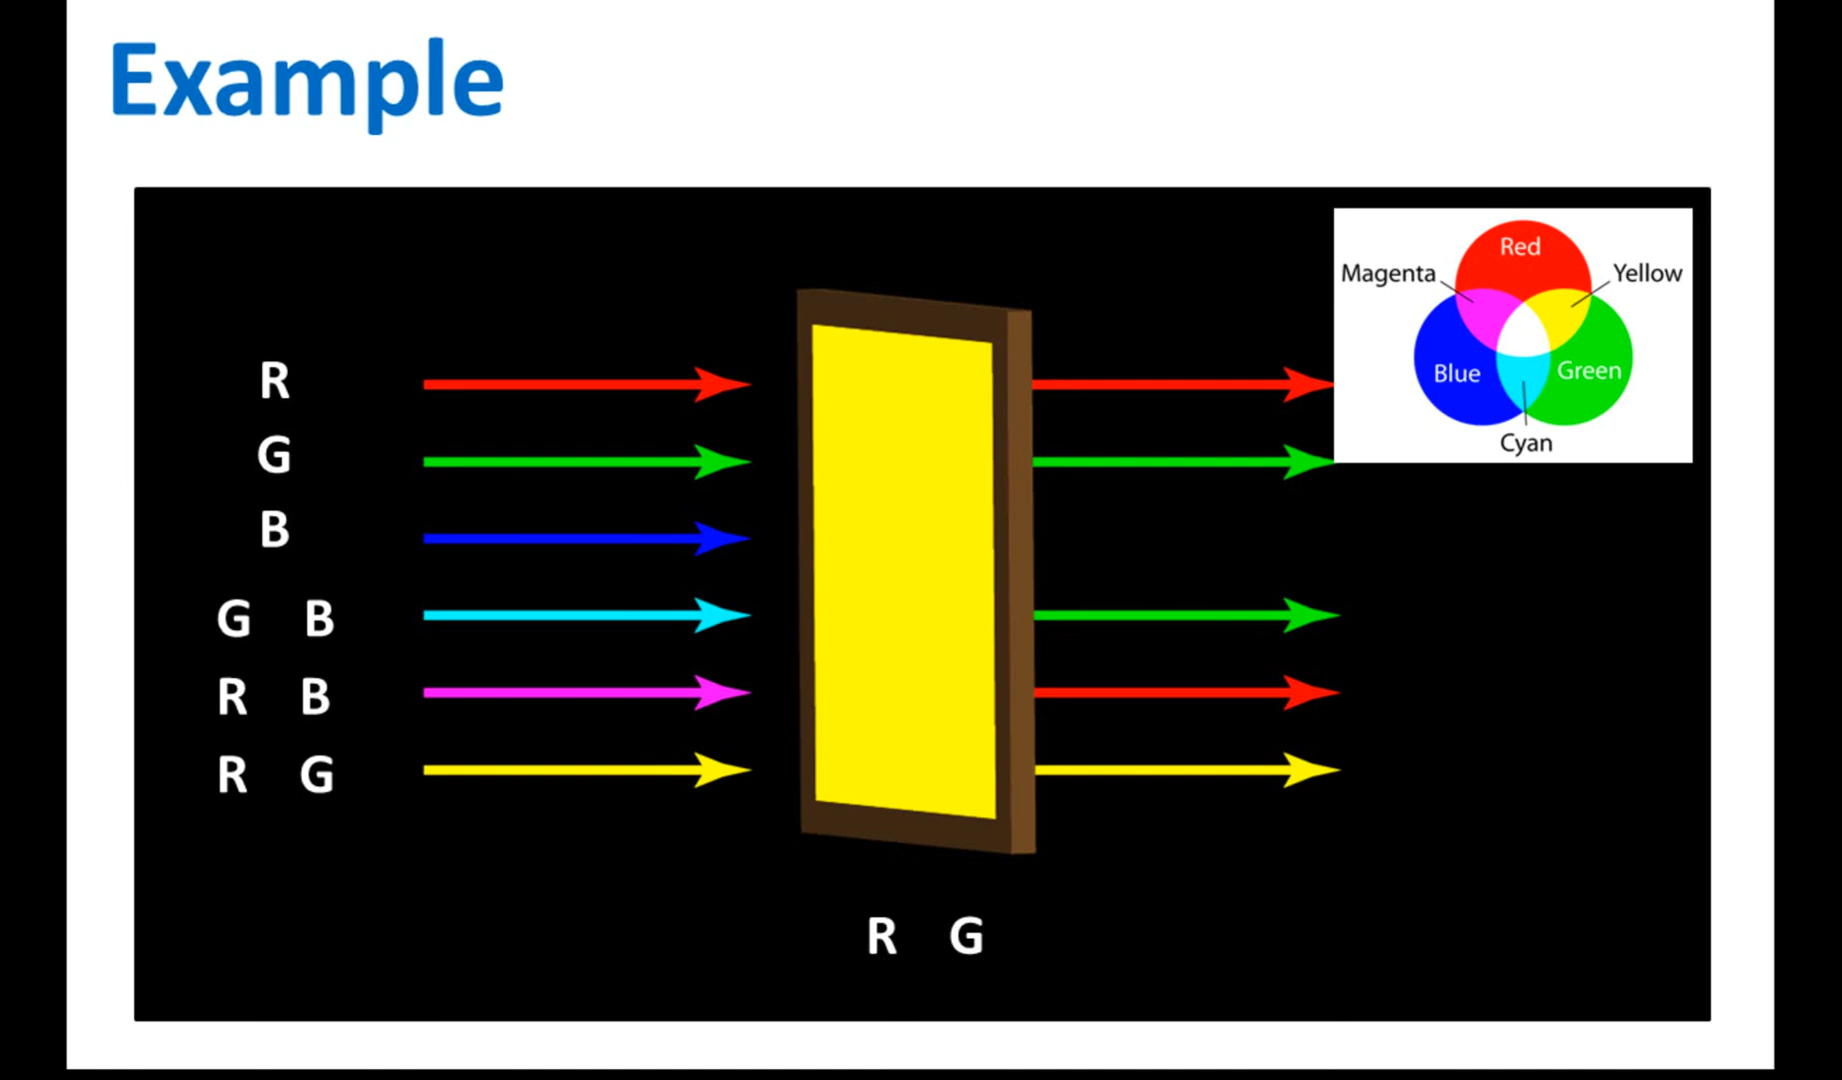 Example
Red
Magenta
Yellow
Blue
Green
Cyan
R
G
B
G B
R B
R G
R G